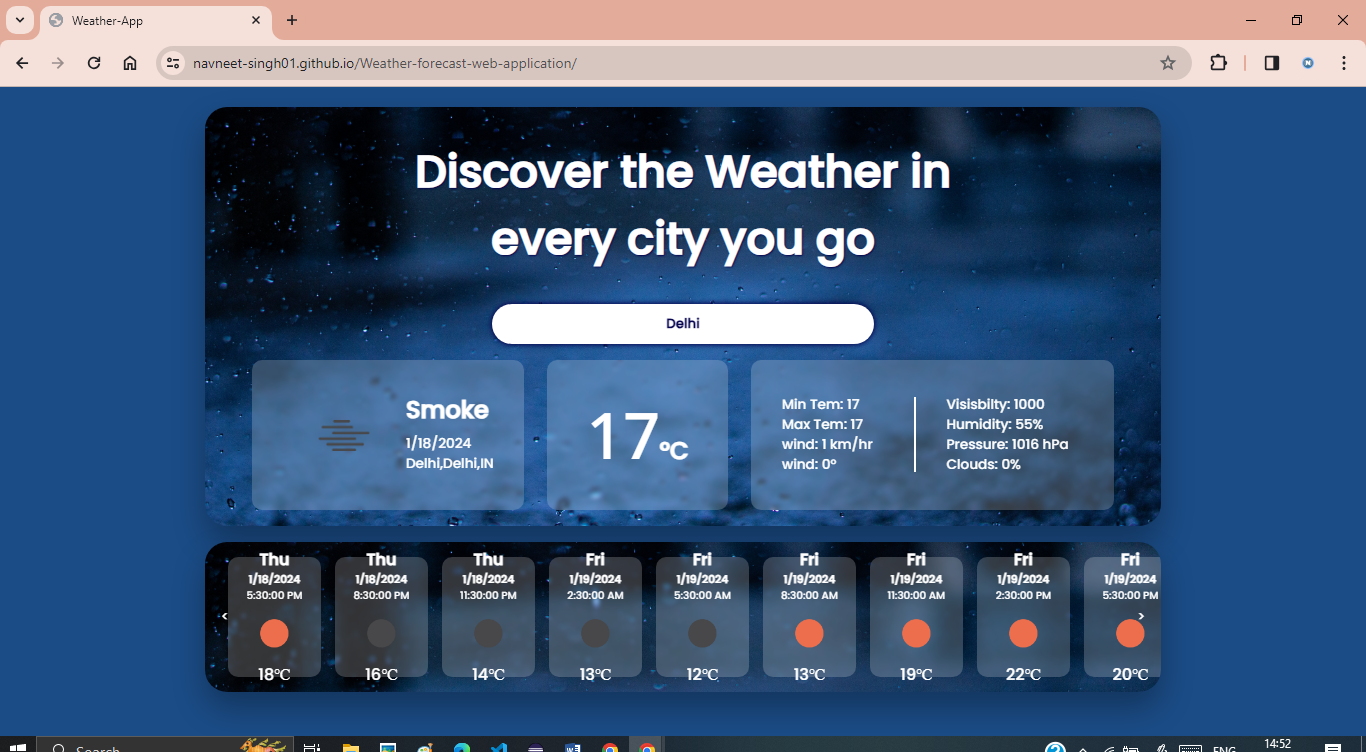 Weather-App
navneet-singh01.github.io/Weather-forecast-web-application/
Discover the Weather in
every city you go
Delhi
Smoke
1/18/2024
Delhi,Delhi,IN
17°C
Min Tem: 17
Max Tem: 17
wind: 1 km/hr
wind: 0°
Visisbilty: 1000
Humidity: 55%
Pressure: 1016 hPa
Clouds: 0%
Thu
1/18/2024
5:30:00 PM
18°C
Thu
1/18/2024
8:30:00 PM
16°C
Thu
1/18/2024
11:30:00 PM
14°C
Fri
1/19/2024
2:30:00 AM
13°C
Fri
1/19/2024
5:30:00 AM
12°C
Fri
1/19/2024
8:30:00 AM
13°C
Fri
1/19/2024
11:30:00 AM
19°C
Fri
1/19/2024
2:30:00 PM
22°C
Fri
1/19/2024
5:30:00 PM
20°C
Search
ENG
14:52